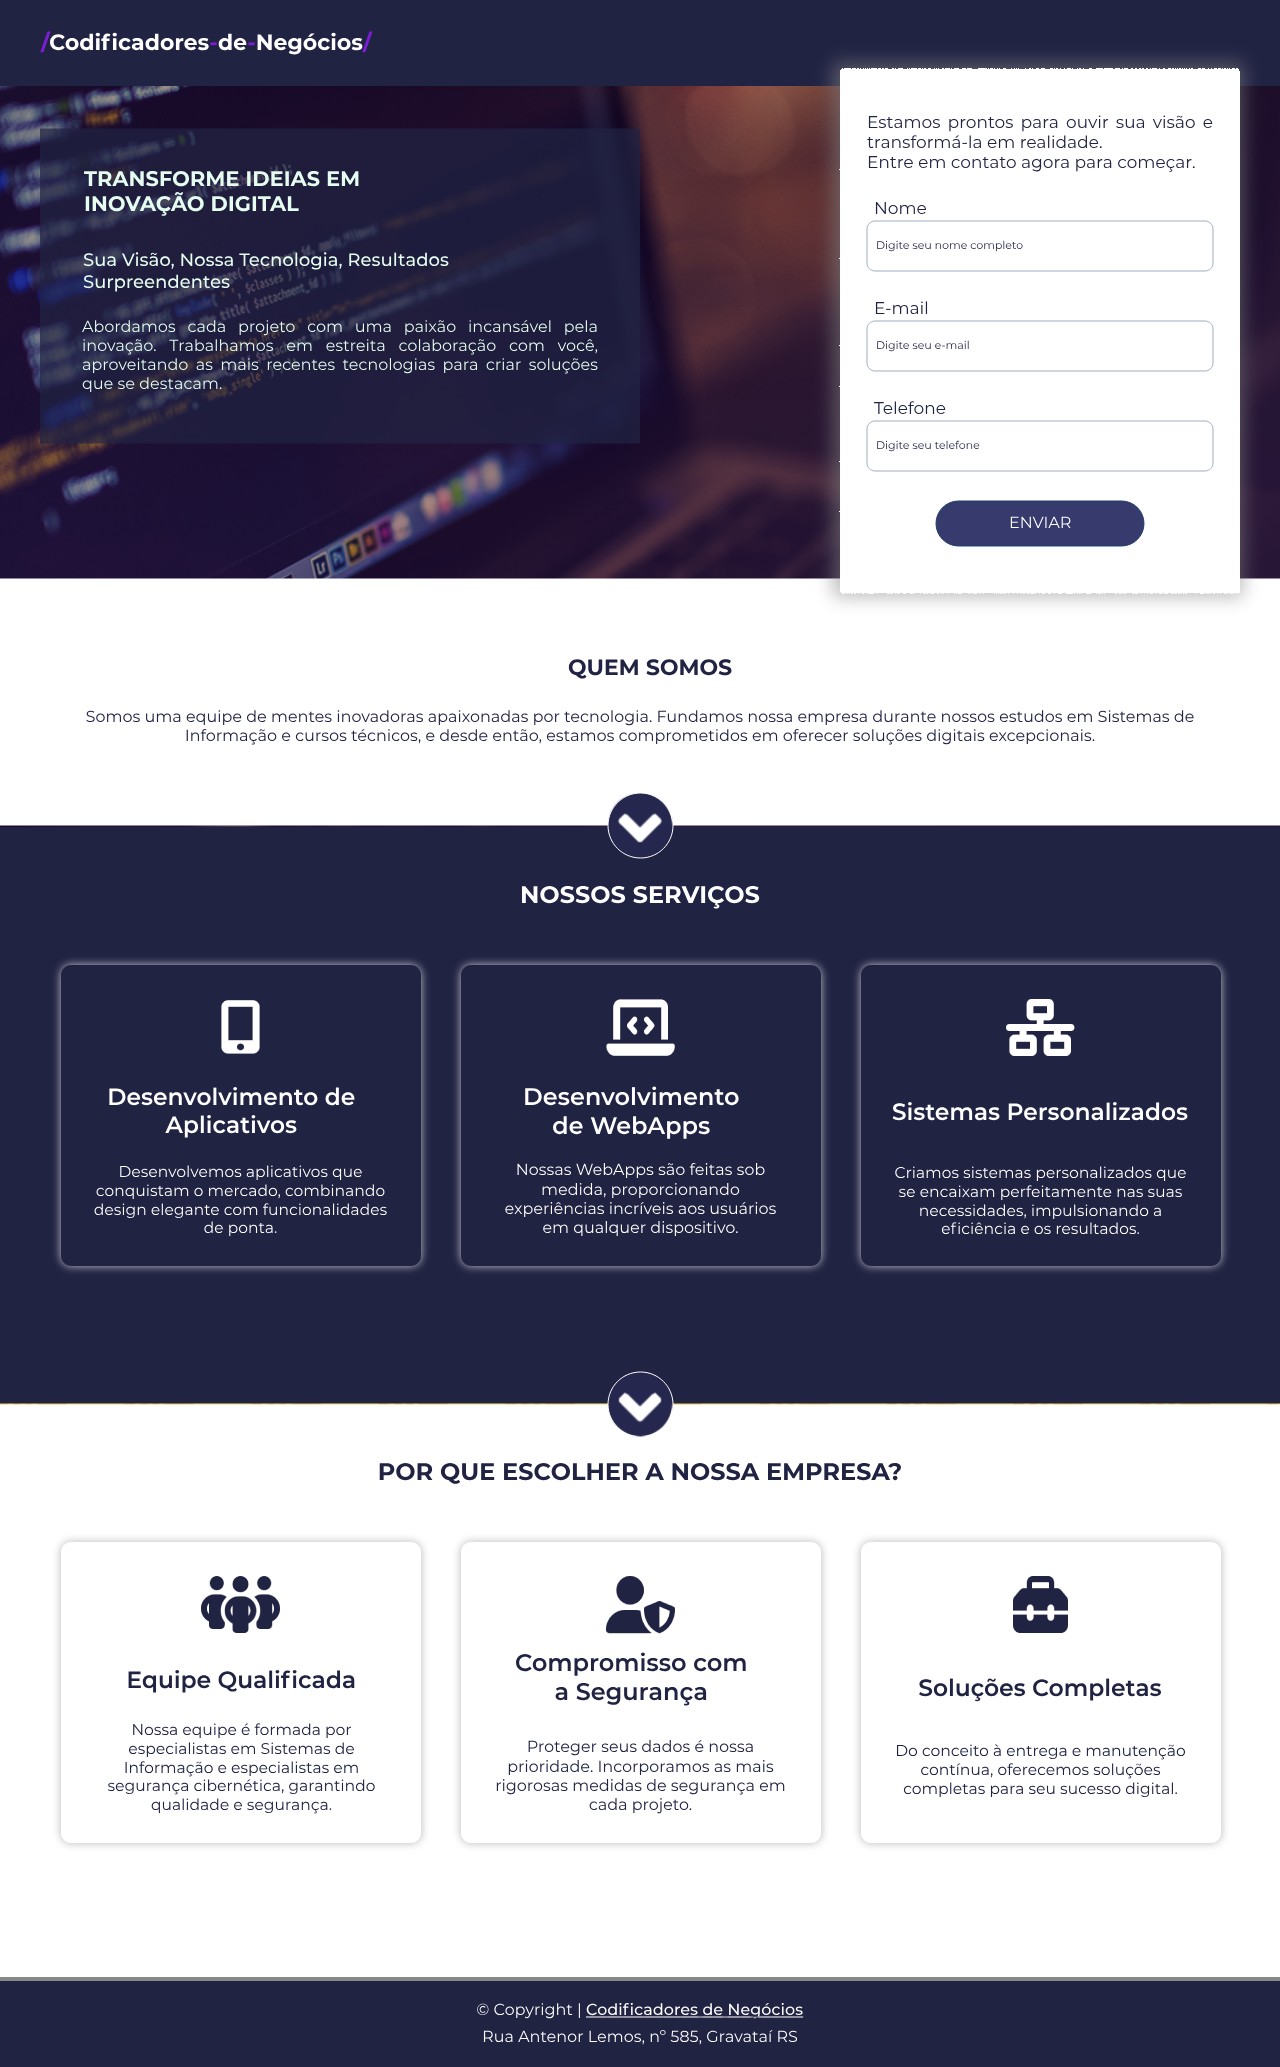 /Codificadores-de-Negócios/
TRANSFORME IDEIAS EM
INOVAÇÃO DIGITAL
Sua Visão, Nossa Tecnologia, Resultados
Surpreendentes
Abordamos cada projeto com uma paixão incansável pela
inovação. Trabalhamos em estreita colaboração com você,
aproveitando as mais recentes tecnologias para criar soluções
que se destacam.
Estamos prontos para ouvir sua visão e
transformá-la em realidade.
Entre em contato agora para começar.
Nome
Digite seu nome completo
E-mail
Digite seu e-mail
Telefone
Digite seu telefone
ENVIAR
QUEM SOMOS
Somos uma equipe de mentes inovadoras apaixonadas por tecnologia. Fundamos nossa empresa durante nossos estudos em Sistemas de
Informação e cursos técnicos, e desde então, estamos comprometidos em oferecer soluções digitais excepcionais.
NOSSOS SERVIÇOS
Desenvolvimento de
Aplicativos
Desenvolvemos aplicativos que
conquistam o mercado, combinando
design elegante com funcionalidades
de ponta.
Desenvolvimento
de WebApps
Nossas WebApps são feitas sob
medida, proporcionando
experiências incríveis aos usuários
em qualquer dispositivo.
Sistemas Personalizados
Criamos sistemas personalizados que
se encaixam perfeitamente nas suas
necessidades, impulsionando a
eficiência e os resultados.
POR QUE ESCOLHER A NOSSA EMPRESA?
Equipe Qualificada
Nossa equipe é formada por
especialistas em Sistemas de
Informação e especialistas em
segurança cibernética, garantindo
qualidade e segurança.
Compromisso com
a Segurança
Proteger seus dados é nossa
prioridade. Incorporamos as mais
rigorosas medidas de segurança em
cada projeto.
Soluções Completas
Do conceito à entrega e manutenção
contínua, oferecemos soluções
completas para seu sucesso digital.
© Copyright | Codificadores de Negócios
Rua Antenor Lemos, nº 585, Gravataí RS